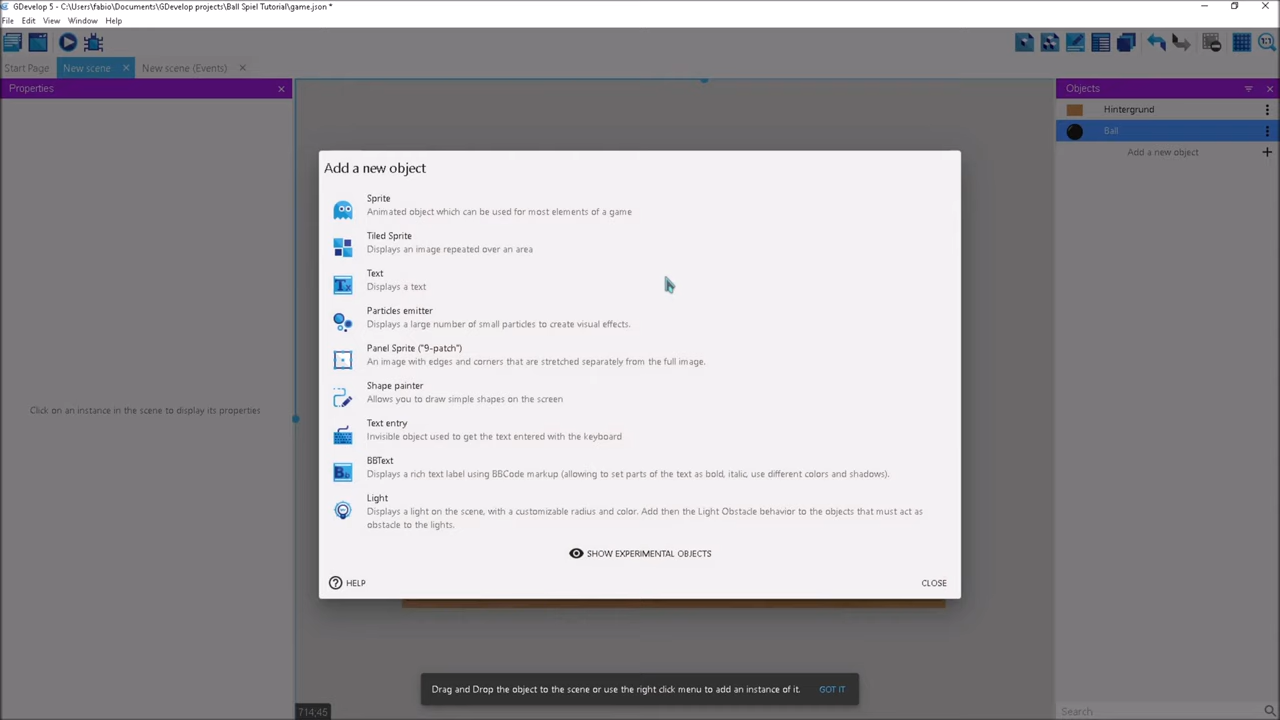 GDevelop 5 - C:\Users\fabio\Documents\GDevelop projects\Ball Spiel Tutorial\game.json *
File Edit View Window Help
Start Page New scene New scene (Events)
Properties
Objects
Hintergrund
Ball
Add a new object
Click on an instance in the scene to display its properties
Add a new object
Sprite
Animated object which can be used for most elements of a game
Tiled Sprite
Displays an image repeated over an area
Text
Displays a text
Particles emitter
Displays a large number of small particles to create visual effects.
Panel Sprite ("9-patch")
An image with edges and corners that are stretched separately from the full image.
Shape painter
Allows you to draw simple shapes on the screen
Text entry
Invisible object used to get the text entered with the keyboard
BBText
Displays a rich text label using BBCode markup (allowing to set parts of the text as bold, italic, use different colors and shadows).
Light
Displays a light on the scene, with a customizable radius and color. Add then the Light Obstacle behavior to the objects that must act as
obstacle to the lights.
SHOW EXPERIMENTAL OBJECTS
HELP
CLOSE
Drag and Drop the object to the scene or use the right click menu to add an instance of it. GOT IT
714;45
Search
1:1